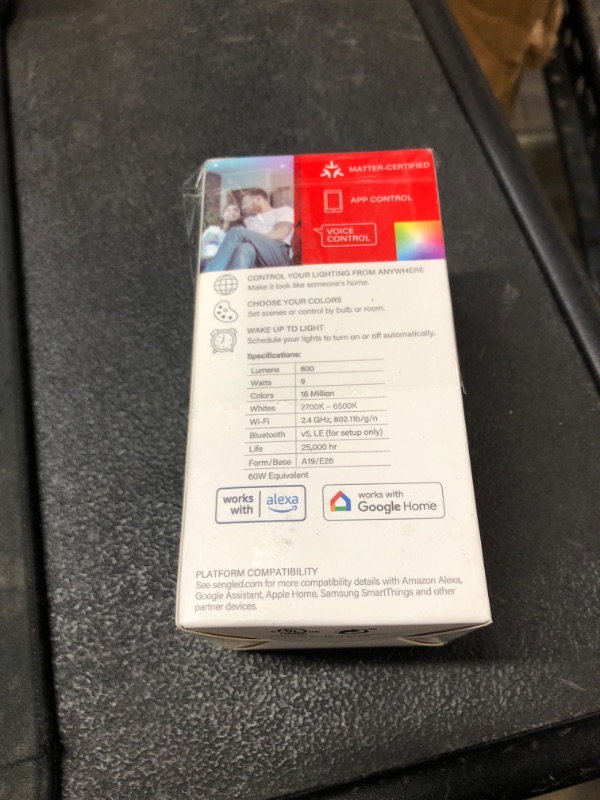 MATTER-CERTIFIED
APP CONTROL
VOICE
CONTROL
CONTROL YOUR LIGHTING FROM ANYWHERE
Make it look like someone's home.
CHOOSE YOUR COLORS
Set scenes or control by bulb or room.
WAKE UP TO LIGHT
Schedule your lights to turn on or off automatically.
Specifications:
Lumens 800
Watts 9
Colors 16 Million
Whites 2700K – 6500K
Wi-Fi 2.4 GHz, 802.11b/g/n
Bluetooth v5, LE (for setup only)
Life 25,000 hr
Form/Base A19/E26
60W Equivalent
works with alexa
works with
Google Home
PLATFORM COMPATIBILITY
See sengled.com for more compatibility details with Amazon Alexa,
Google Assistant, Apple Home, Samsung SmartThings and other
partner devices.